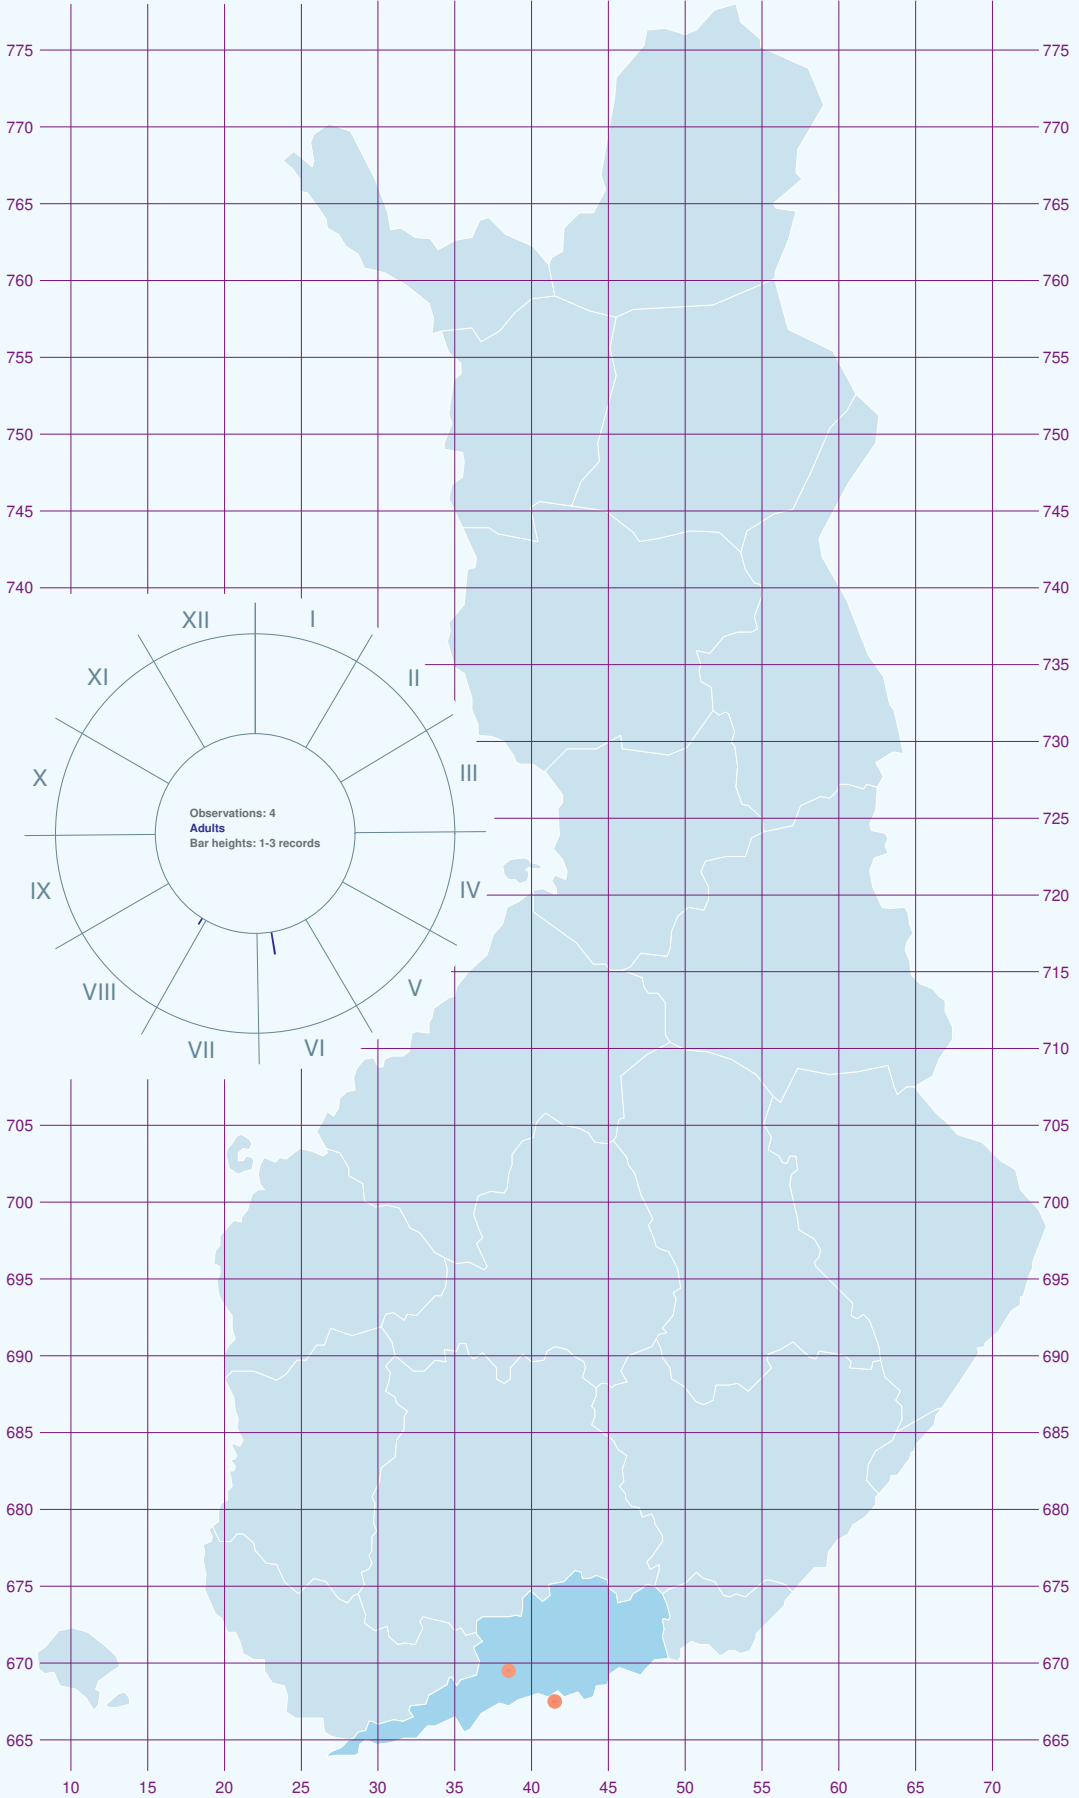 775 775
770 770
765 765
760 760
755 755
750 750
745 745
740 740
XII I
XI II
735
730
X III
725
Observations: 4
Adults
Bar heights: 1-3 records
IX IV
720
715
VIII V
VII VI
710
705 705
700 700
695 695
690 690
685 685
680 680
675 675
670 670
665 665
10 15 20 25 30 35 40 45 50 55 60 65 70